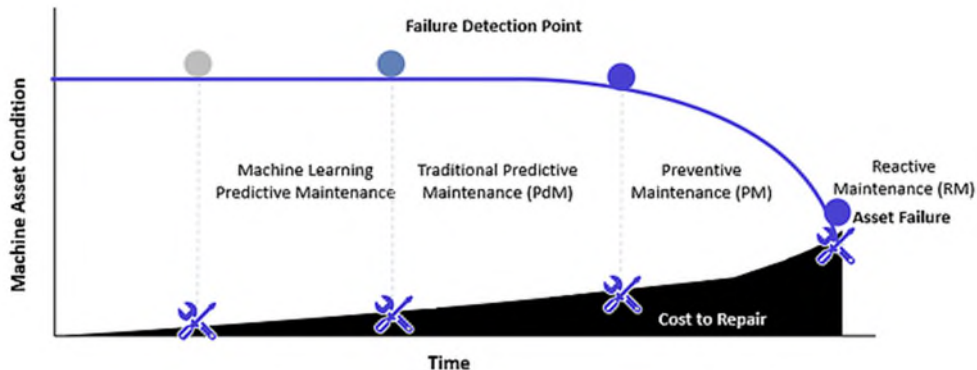 Failure Detection Point
Machine Asset Condition
Machine Learning
Predictive Maintenance
Traditional Predictive
Maintenance (PdM)
Preventive
Maintenance (PM)
Reactive
Maintenance (RM)
Asset Failure
Cost to Repair
Time